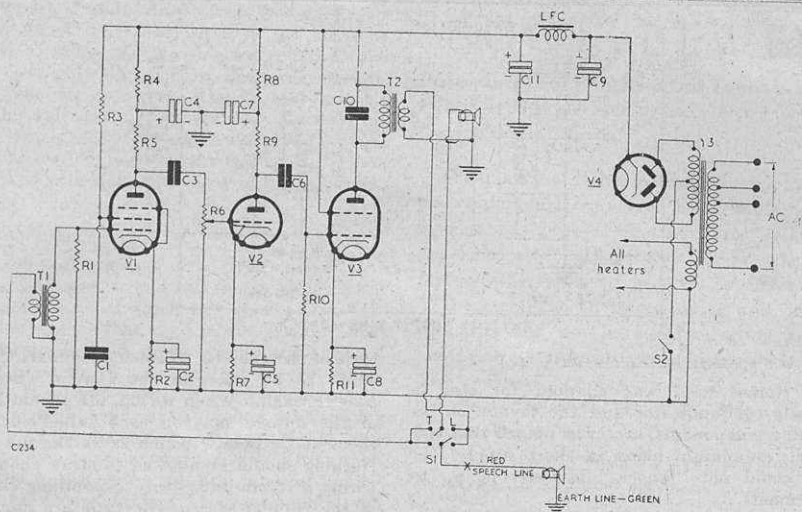 LFC
R4
R8
C4
C7
C10
T2
C11
C9
R3
R5
R9
T3
C3
C6
V4
R6
AC
R1
V1
V2
V3
All
heaters
T1
R10
S2
C1
R2
C2
R7
C5
R11
C8
T
L
C234
S1
RED
SPEECH LINE
EARTH LINE—GREEN